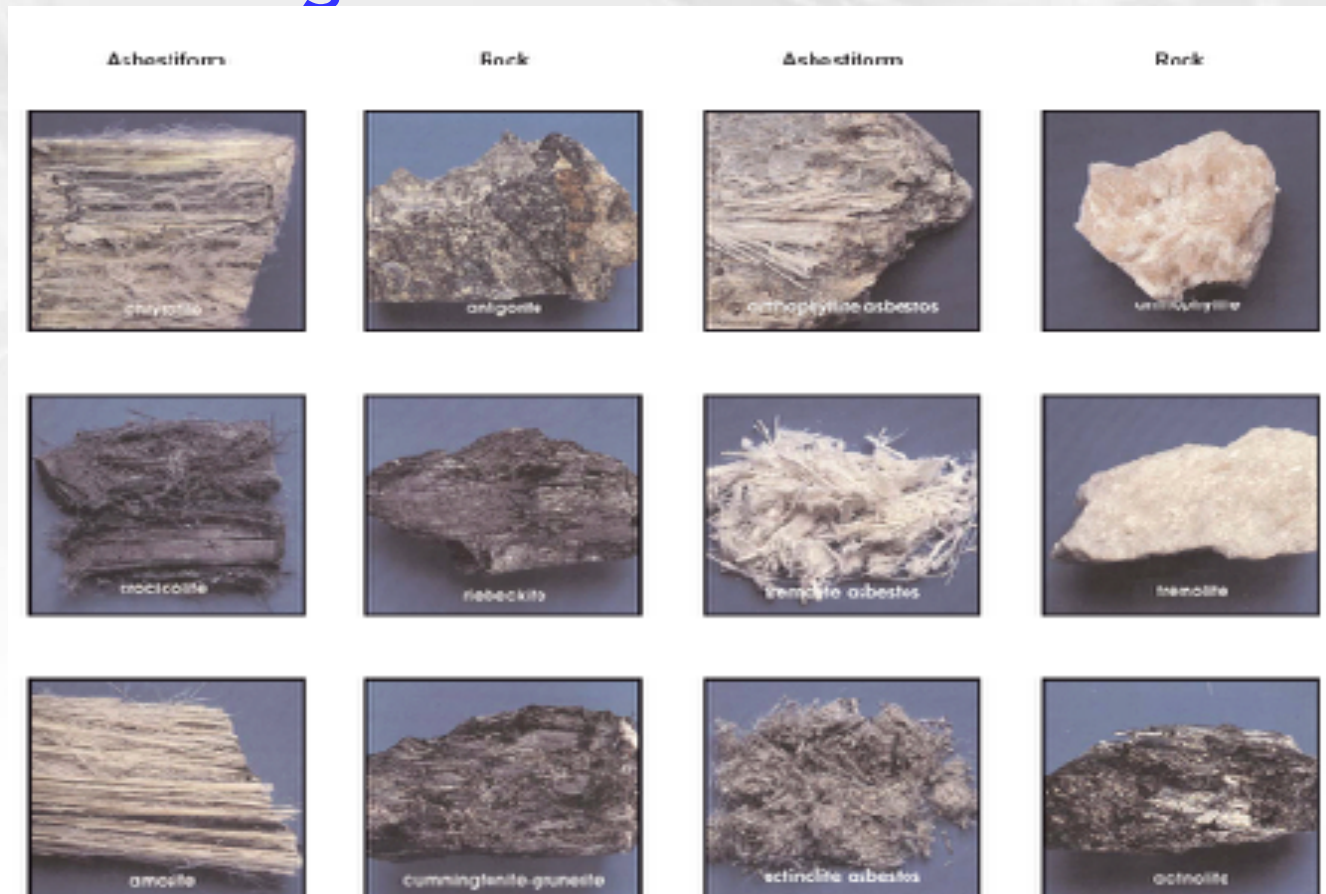 Asbestiform Rock Asbestiform Rock
chrysotile antigorite anthophyllite asbestos anthophyllite
crocidolite riebeckite tremolite asbestos tremolite
amosite cummingtonite-grunerite actinolite asbestos actinolite